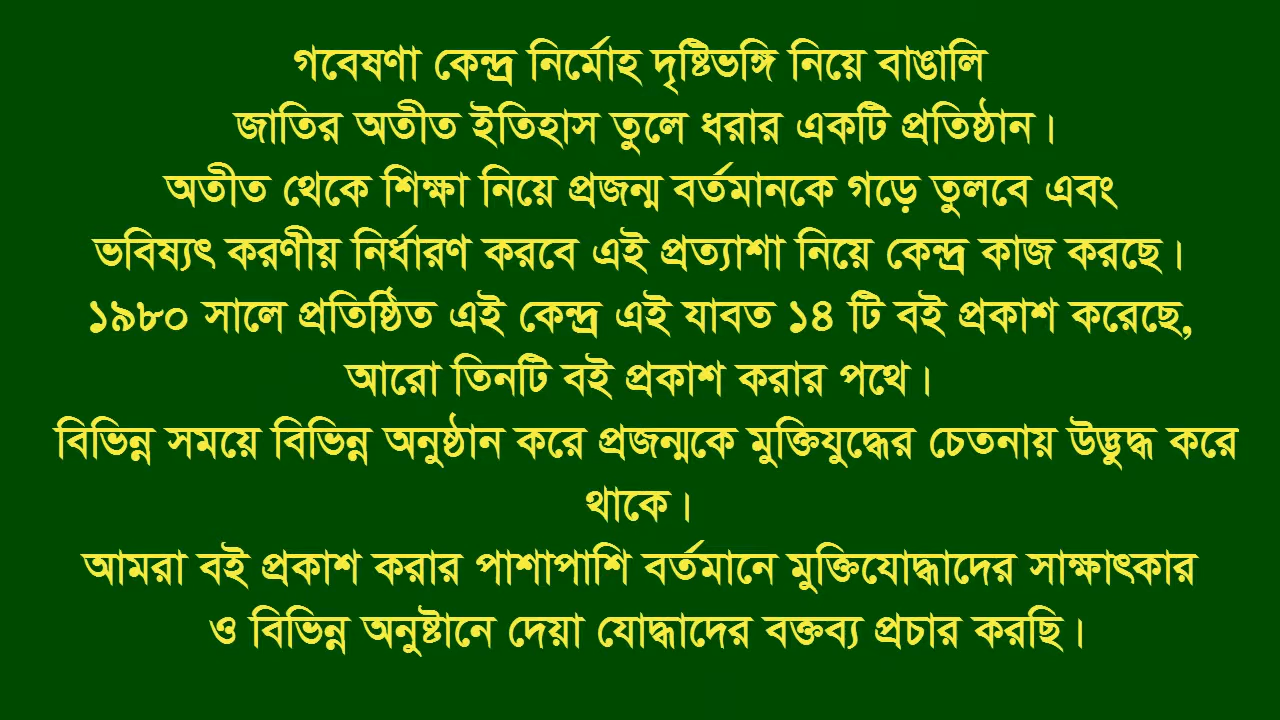 গবেষণা কেন্দ্র নির্মোহ দৃষ্টিভঙ্গি নিয়ে বাঙালি
জাতির অতীত ইতিহাস তুলে ধরার একটি প্রতিষ্ঠান।
অতীত থেকে শিক্ষা নিয়ে প্রজন্ম বর্তমানকে গড়ে তুলবে এবং
ভবিষ্যৎ করণীয় নির্ধারণ করবে এই প্রত্যাশা নিয়ে কেন্দ্র কাজ করছে।
১৯৮০ সালে প্রতিষ্ঠিত এই কেন্দ্র এই যাবত ১৪ টি বই প্রকাশ করেছে,
আরো তিনটি বই প্রকাশ করার পথে।
বিভিন্ন সময়ে বিভিন্ন অনুষ্ঠান করে প্রজন্মকে মুক্তিযুদ্ধের চেতনায় উদ্ভুদ্ধ করে
থাকে।
আমরা বই প্রকাশ করার পাশাপাশি বর্তমানে মুক্তিযোদ্ধাদের সাক্ষাৎকার
ও বিভিন্ন অনুষ্টানে দেয়া যোদ্ধাদের বক্তব্য প্রচার করছি।